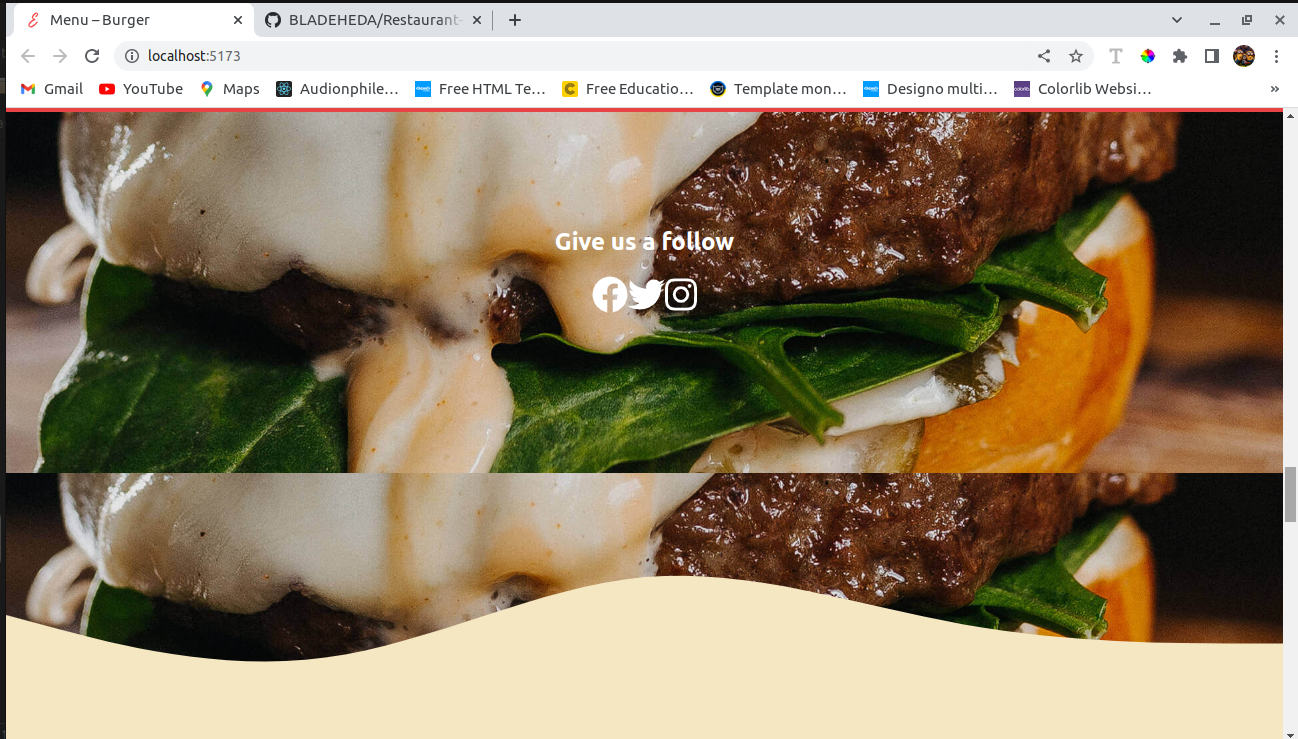 Menu – Burger
BLADEHEDA/Restaurant-
localhost:5173
Gmail
YouTube
Maps
Audionphile…
Free HTML Te…
Free Educatio…
Template mon…
Designo multi…
Colorlib Websi…
»
Give us a follow